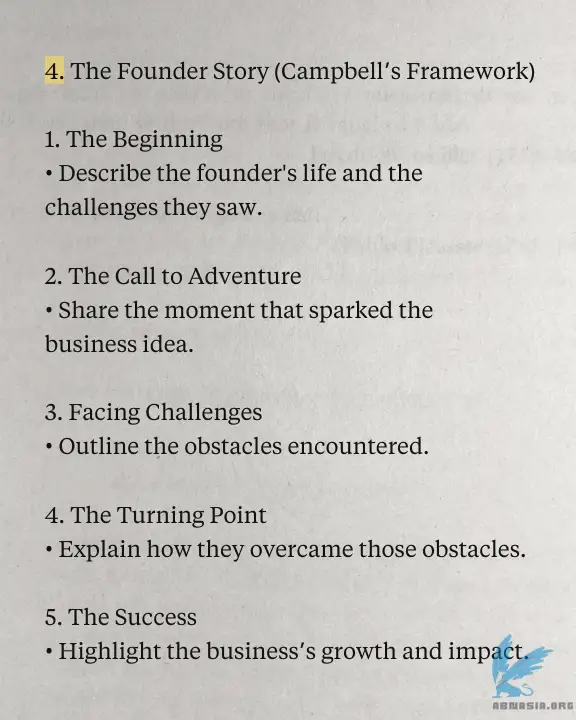 4. The Founder Story (Campbell’s Framework)
1. The Beginning
• Describe the founder's life and the
challenges they saw.
2. The Call to Adventure
• Share the moment that sparked the
business idea.
3. Facing Challenges
• Outline the obstacles encountered.
4. The Turning Point
• Explain how they overcame those obstacles.
5. The Success
• Highlight the business’s growth and impact.
ABMASIA.ORG